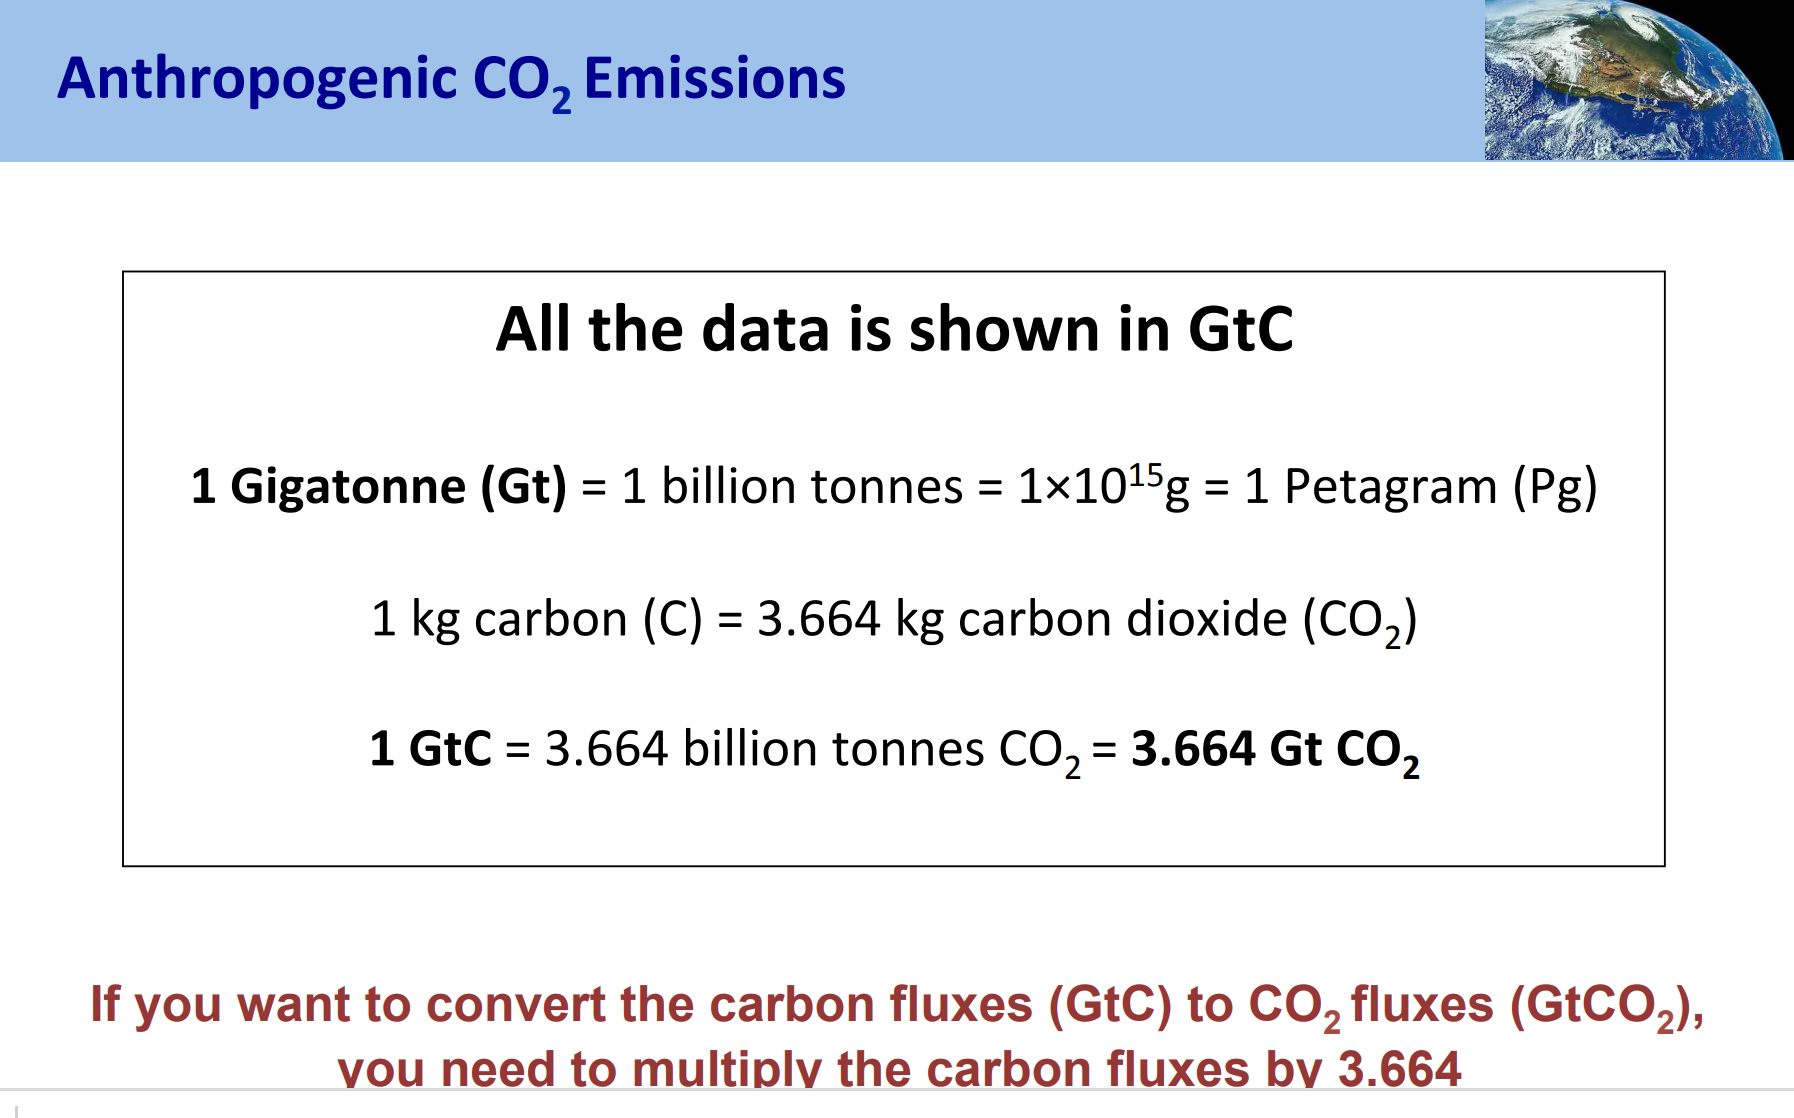 Anthropogenic CO₂ Emissions
All the data is shown in GtC
1 Gigatonne (Gt) = 1 billion tonnes = 1×10¹⁵g = 1 Petagram (Pg)
1 kg carbon (C) = 3.664 kg carbon dioxide (CO₂)
1 GtC = 3.664 billion tonnes CO₂ = 3.664 Gt CO₂
If you want to convert the carbon fluxes (GtC) to CO₂ fluxes (GtCO₂),
you need to multiply the carbon fluxes by 3.664